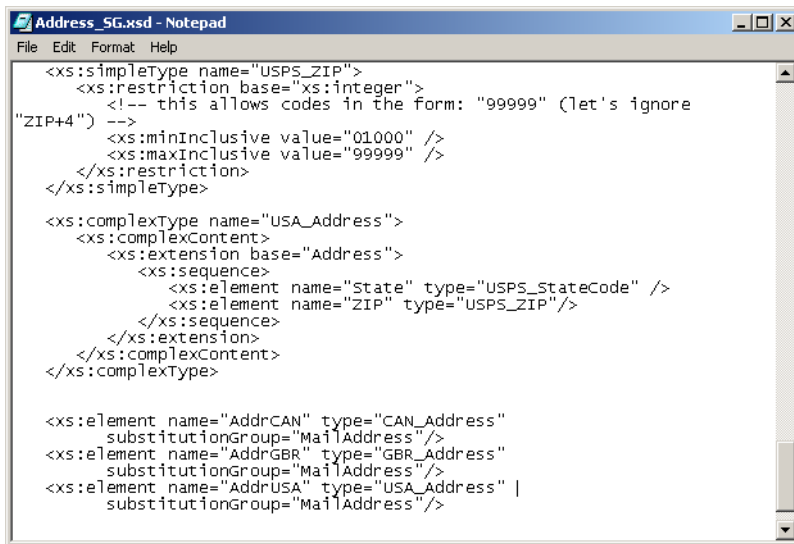 Address_SG.xsd - Notepad
File Edit Format Help
<xs:simpleType name="USPS_ZIP">
<xs:restriction base="xs:integer">
<!-- this allows codes in the form: "99999" (let's ignore
"ZIP+4") -->
<xs:minInclusive value="01000" />
<xs:maxInclusive value="99999" />
</xs:restriction>
</xs:simpleType>
<xs:complexType name="USA_Address">
<xs:complexContent>
<xs:extension base="Address">
<xs:sequence>
<xs:element name="State" type="USPS_StateCode" />
<xs:element name="ZIP" type="USPS_ZIP"/>
</xs:sequence>
</xs:extension>
</xs:complexContent>
</xs:complexType>
<xs:element name="AddrCAN" type="CAN_Address"
substitutionGroup="MailAddress"/>
<xs:element name="AddrGBR" type="GBR_Address"
substitutionGroup="MailAddress"/>
<xs:element name="AddrUSA" type="USA_Address"
substitutionGroup="MailAddress"/>